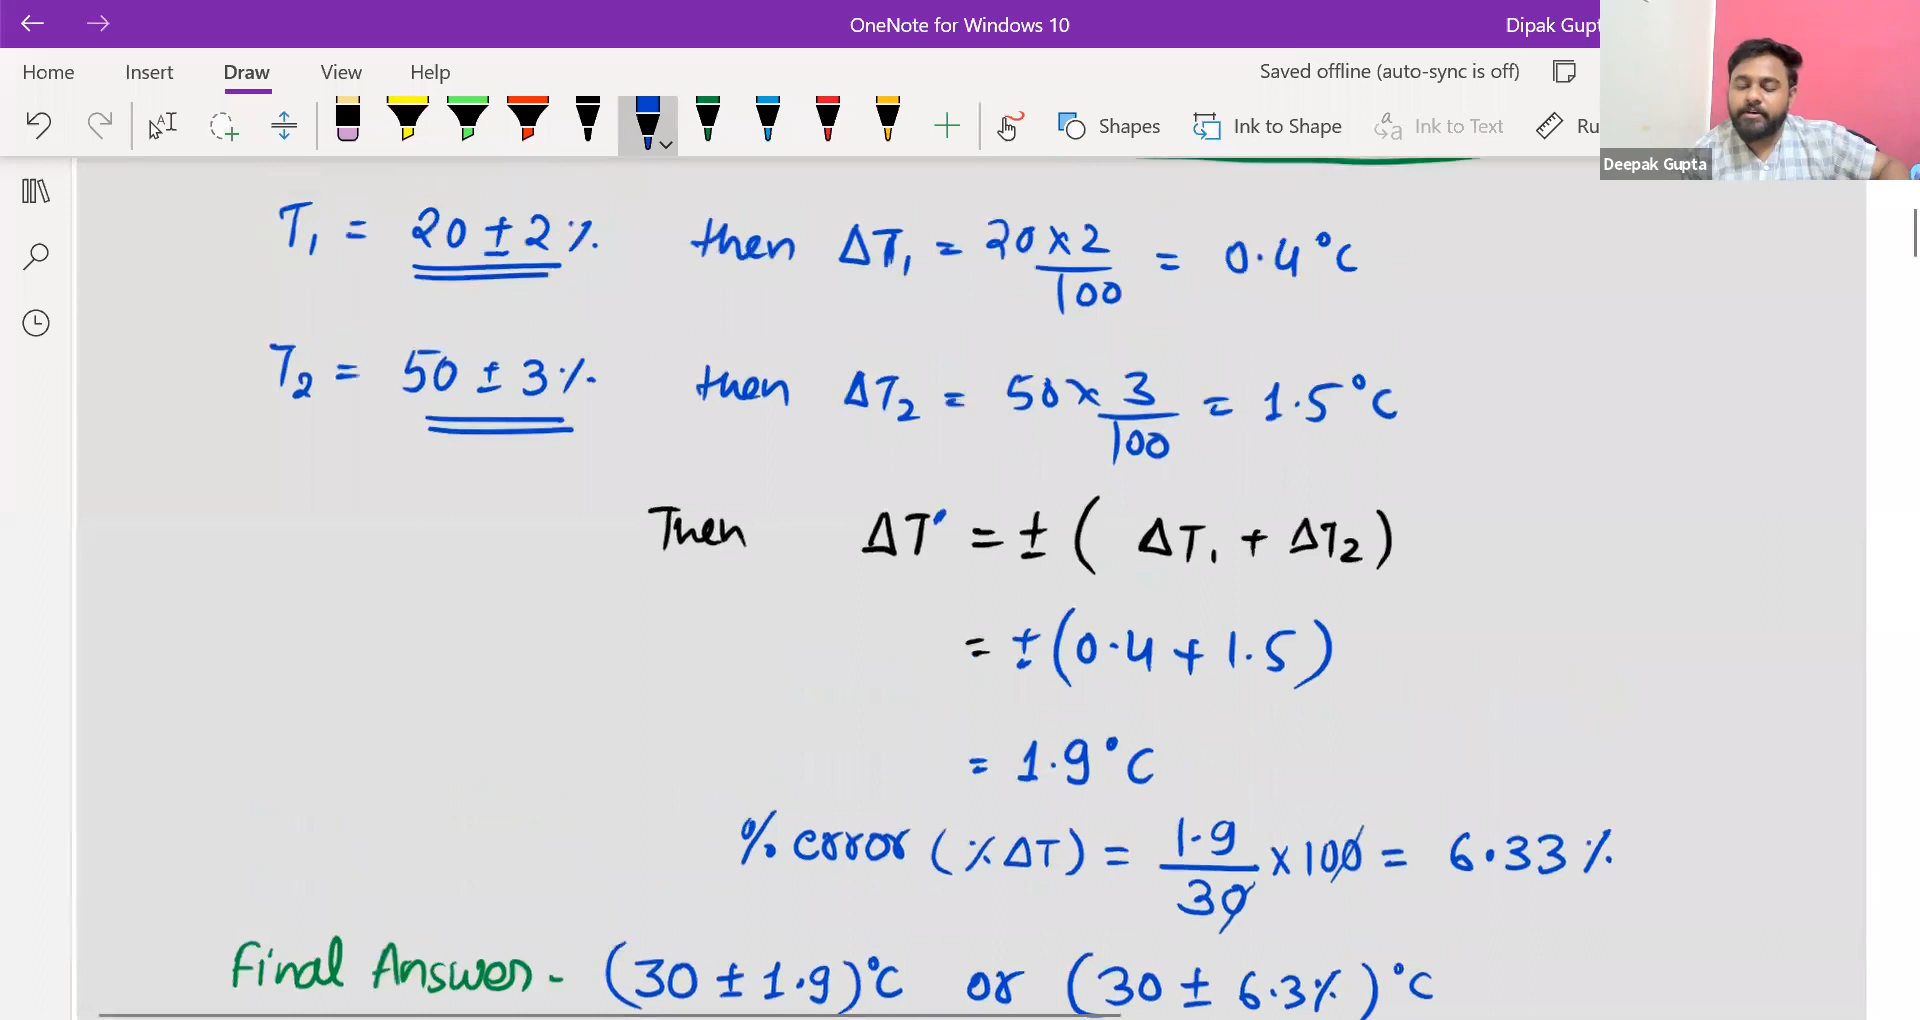 OneNote for Windows 10
Dipak Gupt
Home Insert Draw View Help
Saved offline (auto-sync is off)
Shapes Ink to Shape Ink to Text Ru
Deepak Gupta
T₁ = 20 ± 2 % then ΔT₁ = 20 × 2 / 100 = 0.4 °C
T₂ = 50 ± 3 % then ΔT₂ = 50 × 3 / 100 = 1.5 °C
Then ΔT = ± ( ΔT₁ + ΔT₂ )
= ± (0.4 + 1.5)
= 1.9 °C
% error (% ΔT) = 1.9 / 30 × 100 = 6.33 %
Final Answer - (30 ± 1.9)°C or (30 ± 6.3%)°C